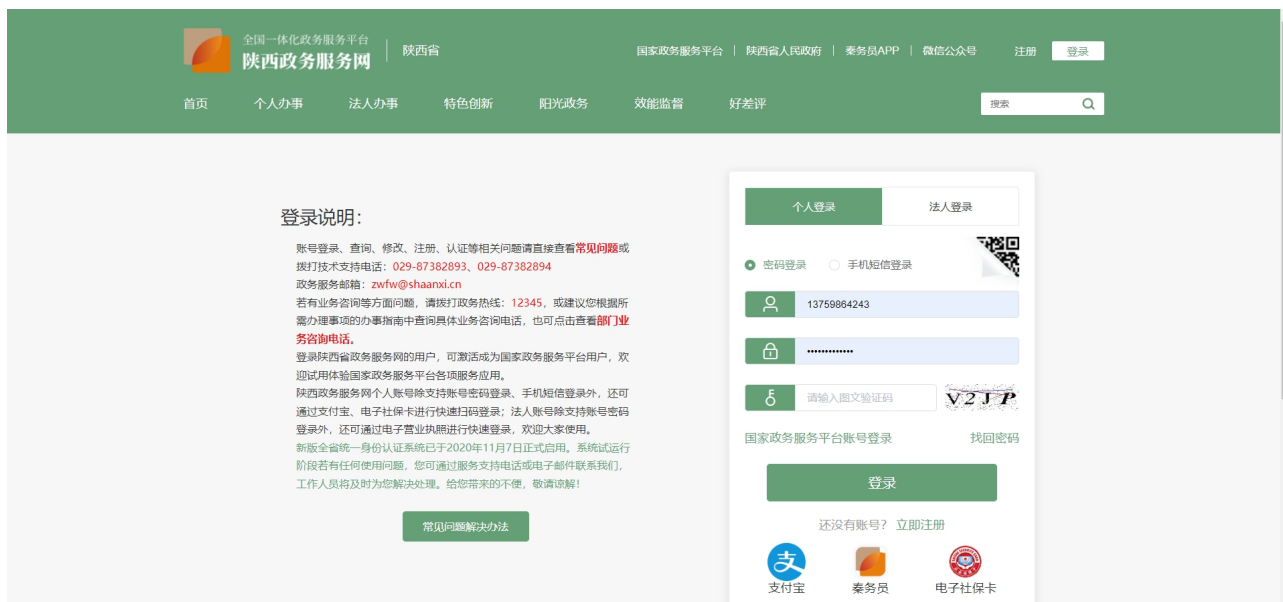 全国一体化政务服务平台
陕西政务服务网
陕西省
国家政务服务平台 | 陕西省人民政府 | 秦务员APP | 微信公众号 注册 登录
首页 个人办事 法人办事 特色创新 阳光政务 效能监督 好差评 搜索
登录说明：
账号登录、查询、修改、注册、认证等相关问题请直接查看常见问题或
拨打技术支持电话：029-87382893、029-87382894
政务服务邮箱：zwfw@shaanxi.cn
若有业务咨询等方面问题，请拨打政务热线：12345，或建议您根据所
需办理事项的办事指南中查询具体业务咨询电话，也可点击查看部门业
务咨询电话。
登录陕西省政务服务网的用户，可激活成为国家政务服务平台用户，欢
迎试用体验国家政务服务平台各项服务应用。
陕西政务服务网个人账号除支持账号密码登录、手机短信登录外，还可
通过支付宝、电子社保卡进行快速扫码登录；法人账号除支持账号密码
登录外，还可通过电子营业执照进行快速登录，欢迎大家使用。
新版全省统一身份认证系统已于2020年11月7日正式启用。系统试运行
阶段若有任何使用问题，您可通过服务支持电话或电子邮件联系我们，
工作人员将及时为您解决处理。给您带来的不便，敬请谅解！
常见问题解决办法
个人登录 法人登录
密码登录 手机短信登录
13759864243
•••••••••••••
请输入图文验证码 V2JP
国家政务服务平台账号登录 找回密码
登录
还没有账号？ 立即注册
支
支付宝 秦务员 电子社保卡